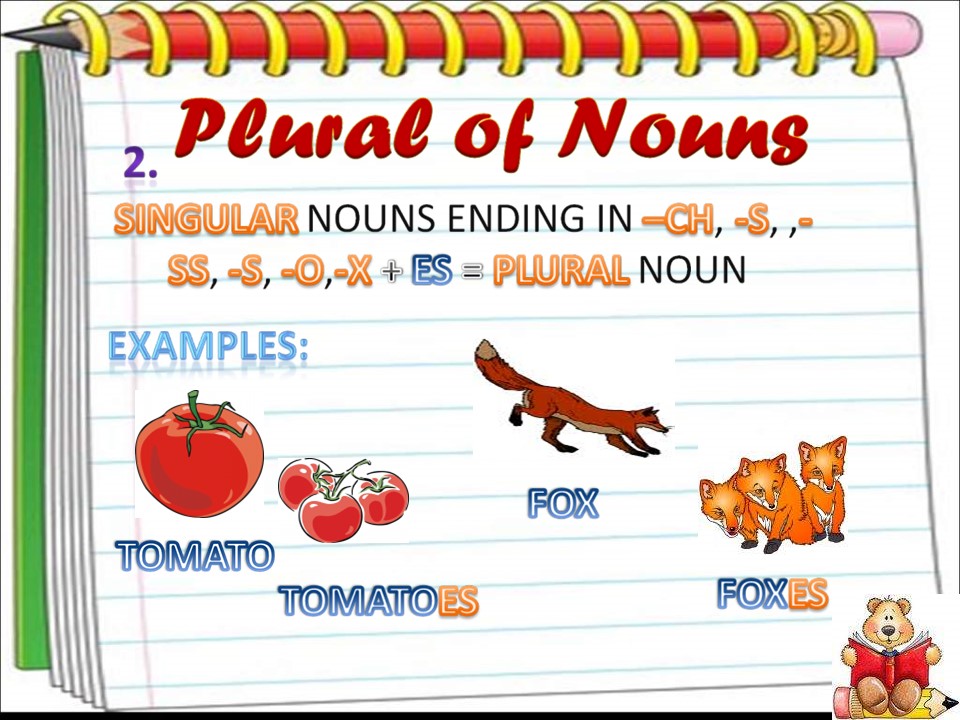 Plural of Nouns
2.
SINGULAR NOUNS ENDING IN –CH, -S, ,-
SS, -S, -O,-X + ES = PLURAL NOUN
EXAMPLES:
FOX
TOMATO
TOMATOES
FOXES